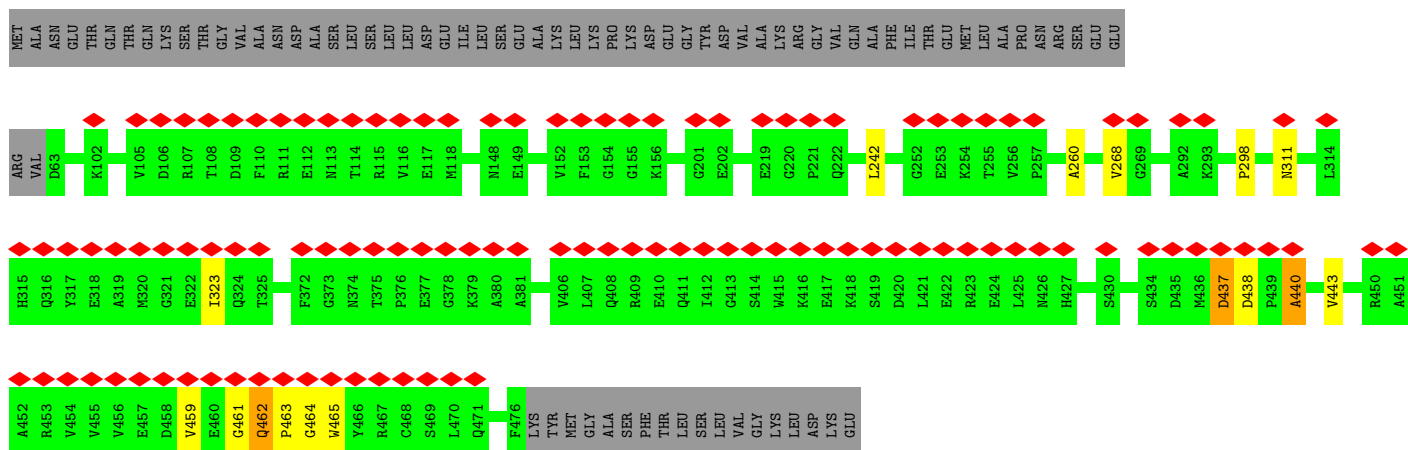 MET ALA ASN GLU THR GLN THR GLN LYS SER THR GLY VAL ALA ASN ASP ALA SER LEU SER LEU LEU ASP GLU ILE LEU SER GLU ALA LYS LEU LYS PRO LYS ASP GLU GLY TYR ASP VAL ALA LYS ARG GLY VAL GLN ALA PHE ILE THR GLU MET LEU ALA PRO ASN ARG SER GLU GLU
ARG VAL D63 K102 V105 D106 R107 T108 D109 F110 R111 E112 N113 T114 R115 V116 E117 M118 N148 E149 V152 F153 G154 G155 K156 G201 E202 E219 G220 P221 Q222 L242 G252 E253 K254 T255 V256 P257 A260 V268 G269 A292 K293 P298 N311 L314
H315 Q316 Y317 E318 A319 M320 G321 E322 I323 Q324 T325 F372 G373 N374 T375 P376 E377 G378 K379 A380 A381 V406 L407 Q408 R409 E410 Q411 I412 G413 S414 W415 K416 E417 K418 S419 D420 L421 E422 R423 E424 L425 N426 H427 S430 S434 D435 M436 D437 D438 P439 A440 V443 R450 A451
A452 R453 V454 V455 V456 E457 D458 V459 E460 G461 Q462 P463 G464 W465 Y466 R467 C468 S469 L470 Q471 F476 LYS TYR MET GLY ALA SER PHE THR LEU SER LEU VAL GLY LYS LEU ASP LYS GLU